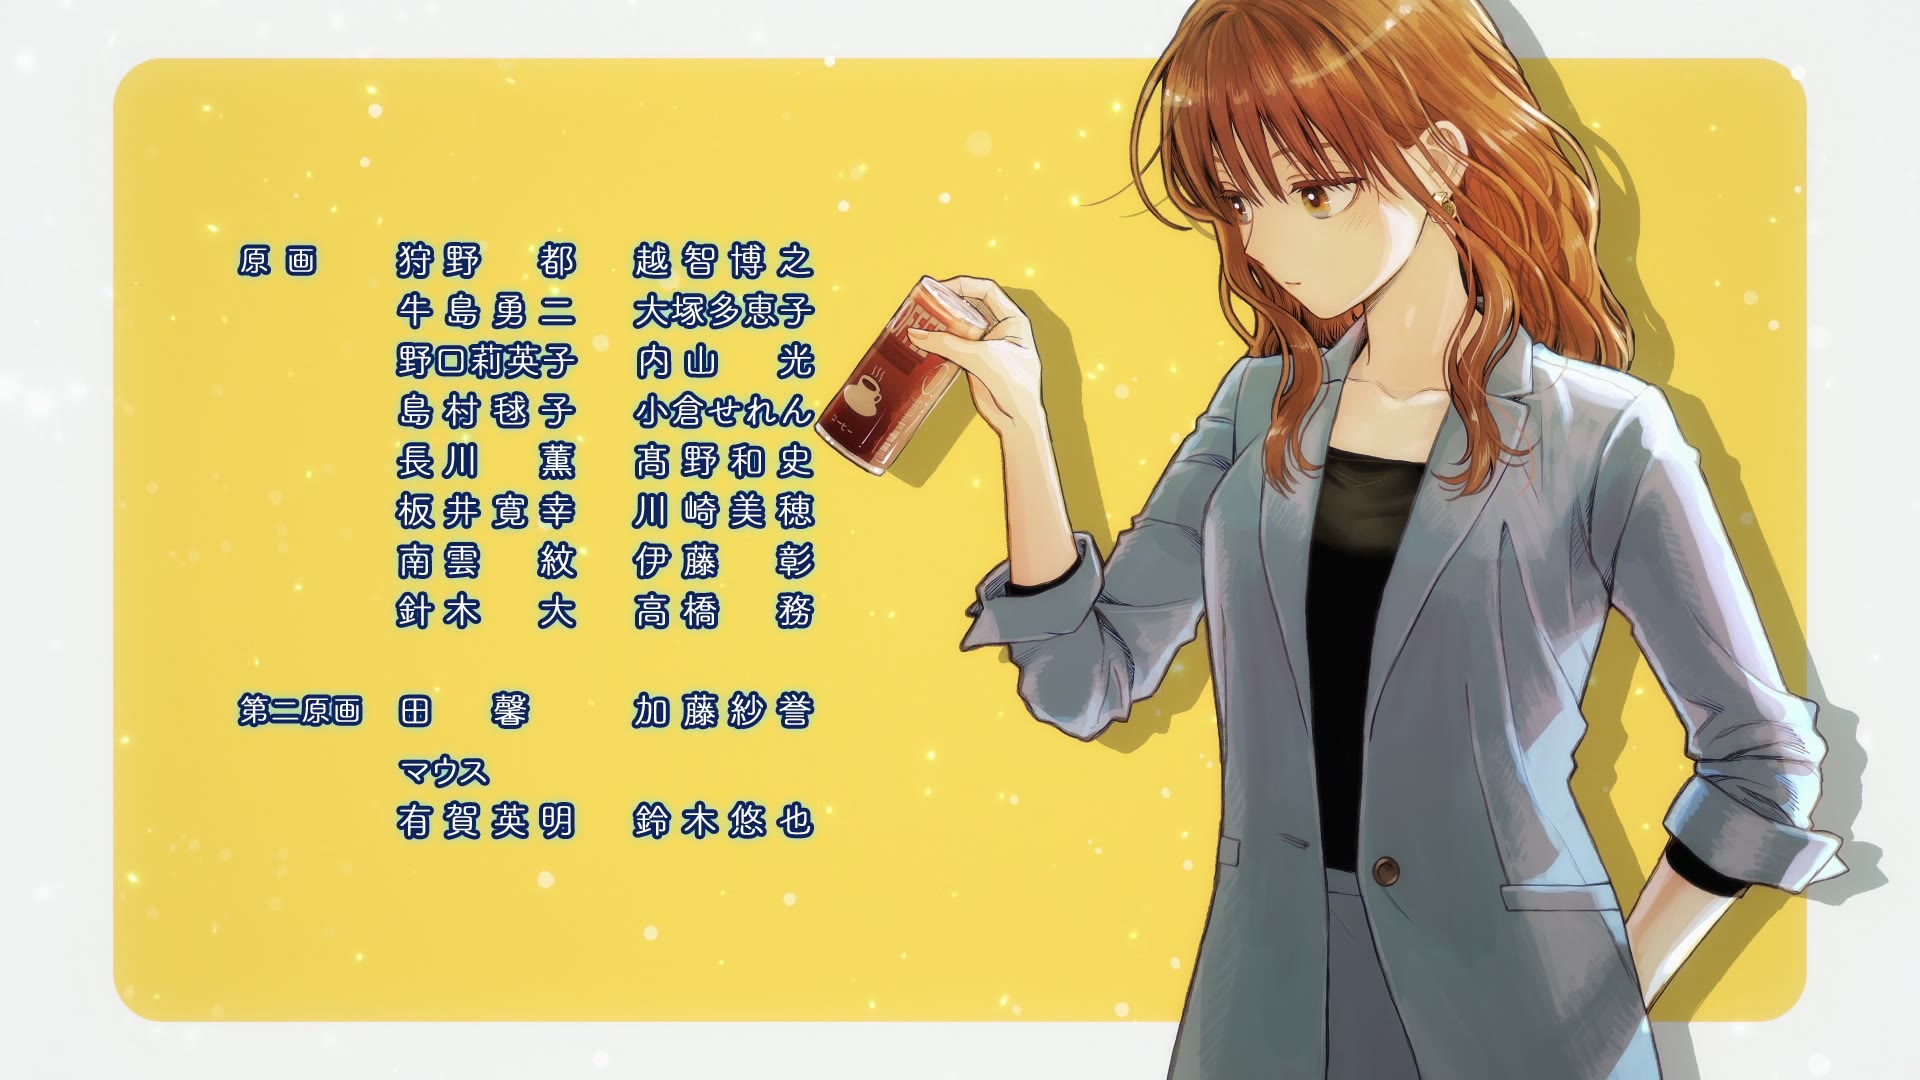 原画 狩野 都 越智博之
牛島勇二 大塚多恵子
野口莉英子 内山 光
島村毬子 小倉せれん
長川 薫 髙野和史
板井寛幸 川崎美穂
南雲 紋 伊藤 彰
針木 大 高橋 務
第二原画 田 馨 加藤紗誉
マウス
有賀英明 鈴木悠也
コーヒー